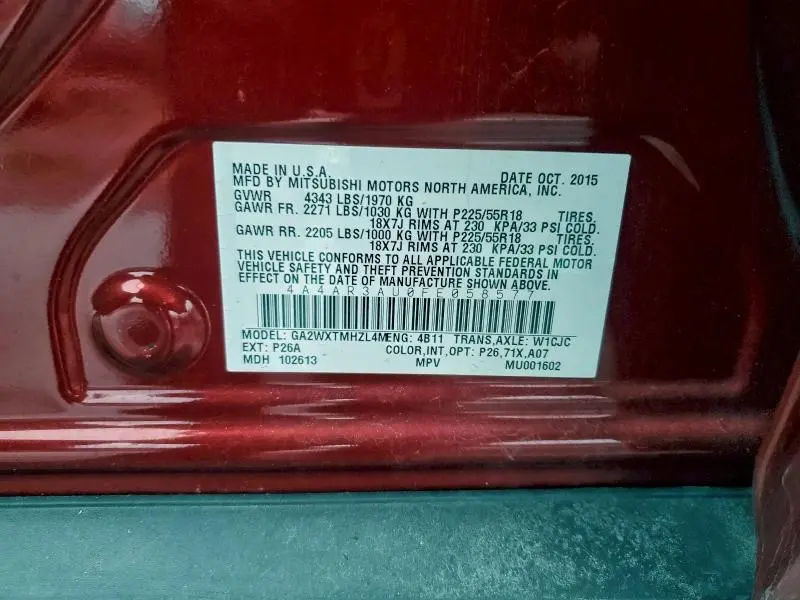 MADE IN U.S.A. DATE OCT. 2015
MFD BY MITSUBISHI MOTORS NORTH AMERICA, INC.
GVWR 4343 LBS/1970 KG
GAWR FR. 2271 LBS/1030 KG WITH P225/55R18 TIRES.
18X7J RIMS AT 230 KPA/33 PSI COLD.
GAWR RR. 2205 LBS/1000 KG WITH P225/55R18 TIRES.
18X7J RIMS AT 230 KPA/33 PSI COLD.
THIS VEHICLE CONFORMS TO ALL APPLICABLE FEDERAL MOTOR
VEHICLE SAFETY AND THEFT PREVENTION STANDARDS IN
EFFECT ON THE DATE OF MANUFACTURE SHOWN ABOVE.
4A4AR3AU0FE058577
MODEL: GA2WXTMHZL4M ENG: 4B11 TRANS,AXLE: W1CJC
EXT: P26A COLOR,INT,OPT: P26,71X,A07
MDH 102613 MPV MU001602